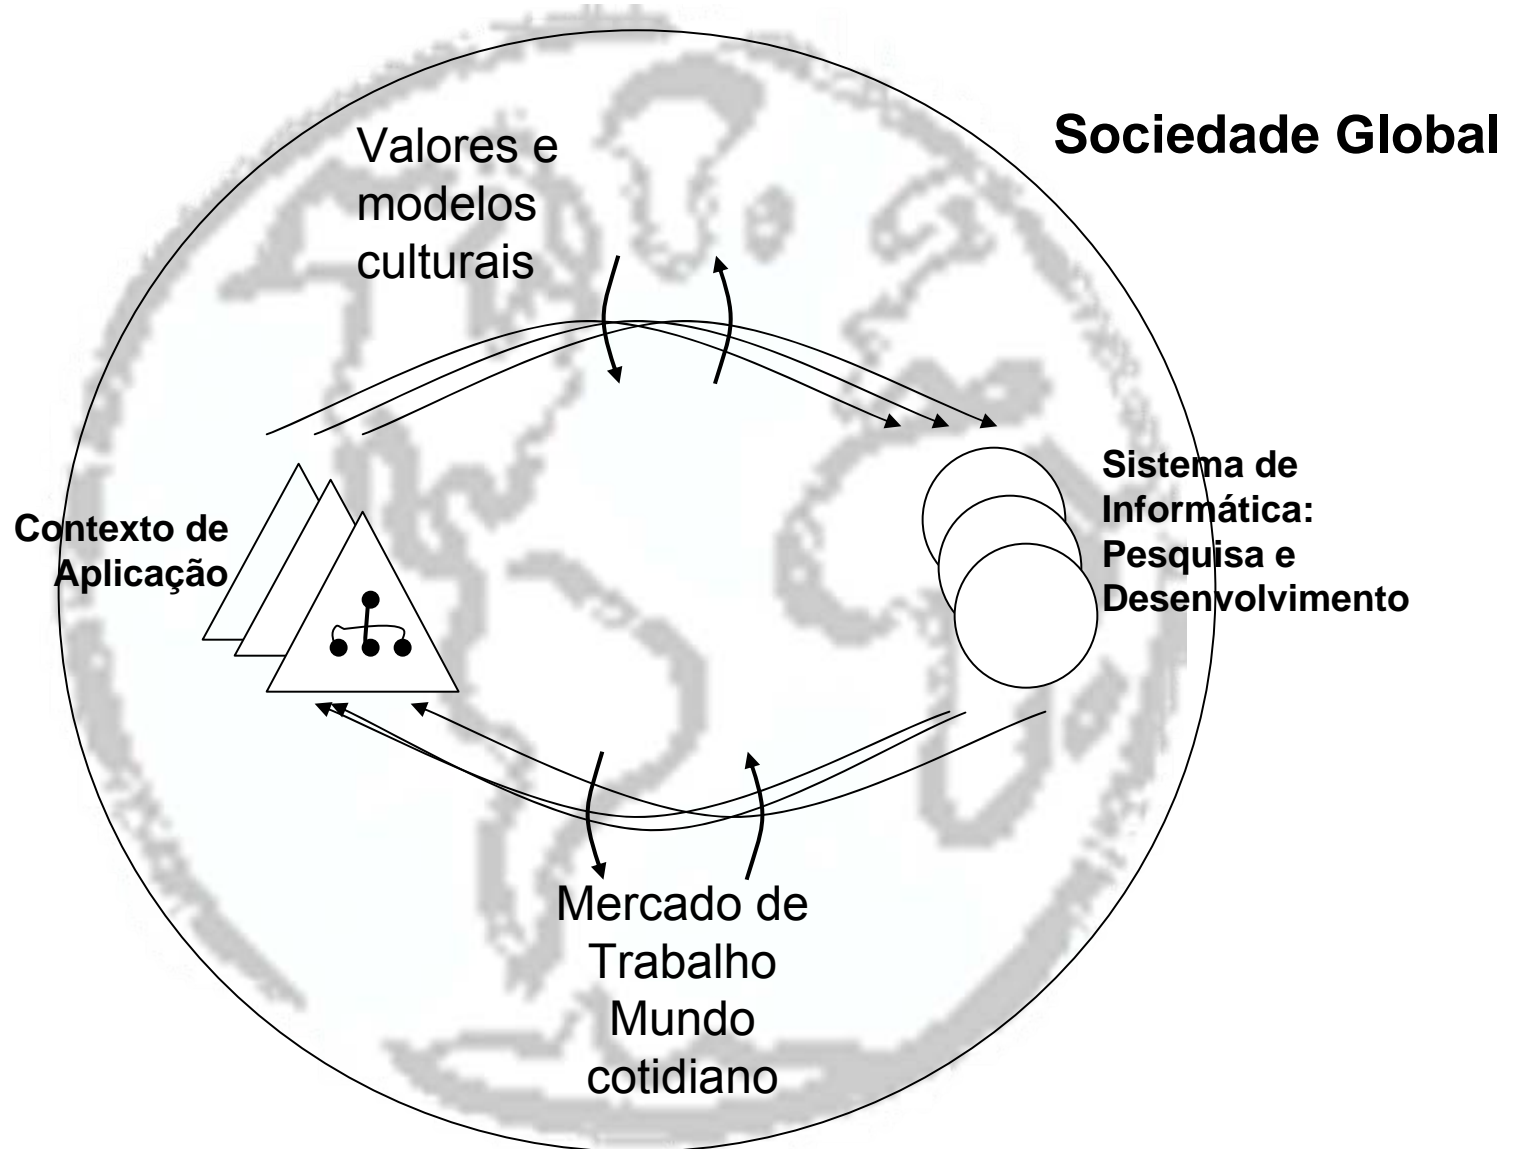 Sociedade Global
Valores e
modelos
culturais
Contexto de
Aplicação
Sistema de
Informática:
Pesquisa e
Desenvolvimento
Mercado de
Trabalho
Mundo
cotidiano